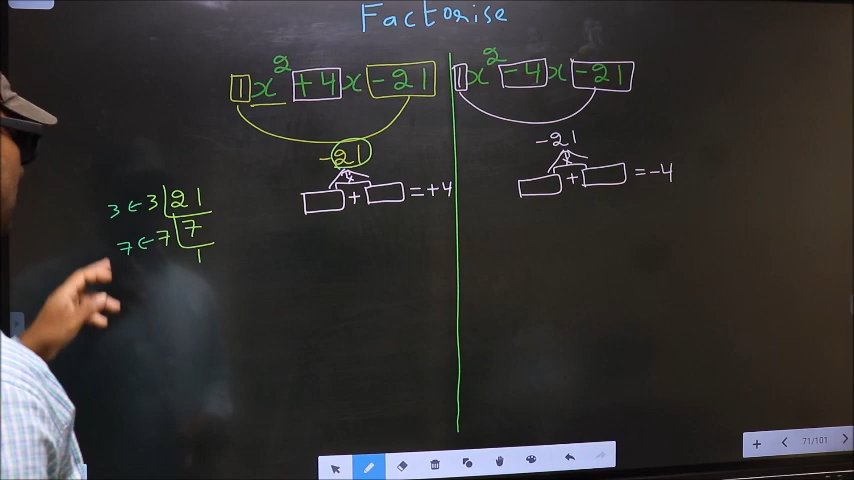 Factorise
1x² +4x -21
1x² -4x -21
-21
× 
□ + □ = +4
-21
×
□ + □ = -4
3 ← 3 | 21
7 ← 7 | 7
1
71/101